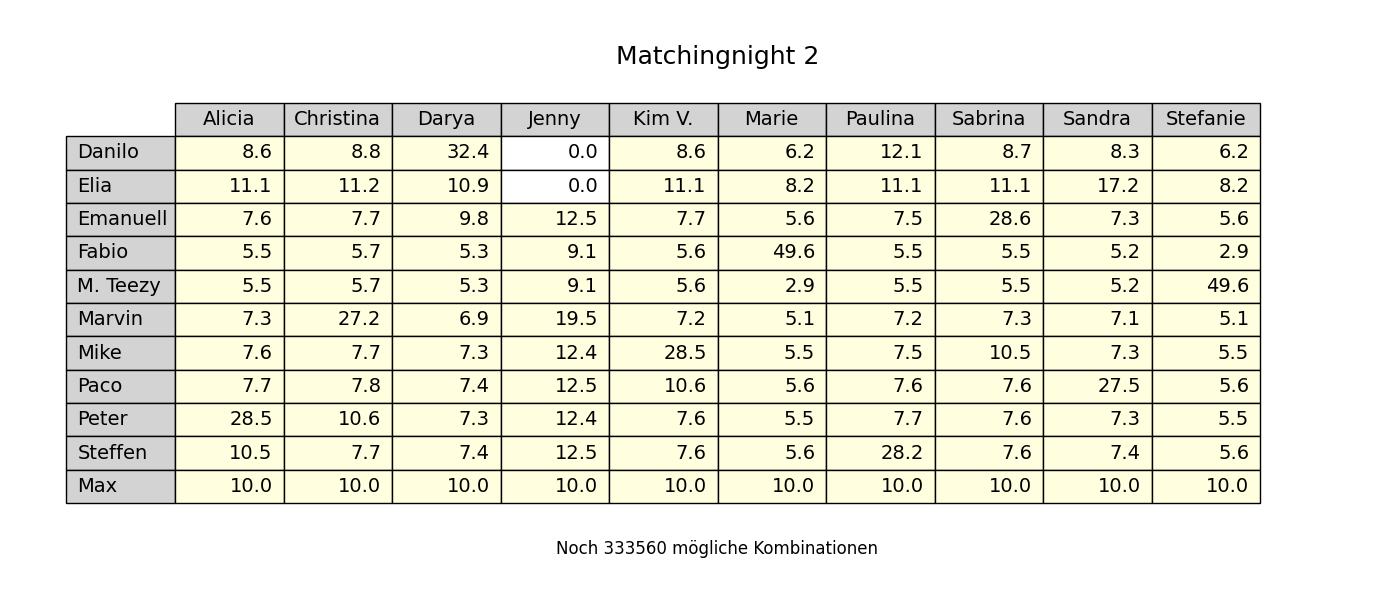 Matchingnight 2
Alicia Christina Darya Jenny Kim V. Marie Paulina Sabrina Sandra Stefanie
Danilo 8.6 8.8 32.4 0.0 8.6 6.2 12.1 8.7 8.3 6.2
Elia 11.1 11.2 10.9 0.0 11.1 8.2 11.1 11.1 17.2 8.2
Emanuell 7.6 7.7 9.8 12.5 7.7 5.6 7.5 28.6 7.3 5.6
Fabio 5.5 5.7 5.3 9.1 5.6 49.6 5.5 5.5 5.2 2.9
M. Teezy 5.5 5.7 5.3 9.1 5.6 2.9 5.5 5.5 5.2 49.6
Marvin 7.3 27.2 6.9 19.5 7.2 5.1 7.2 7.3 7.1 5.1
Mike 7.6 7.7 7.3 12.4 28.5 5.5 7.5 10.5 7.3 5.5
Paco 7.7 7.8 7.4 12.5 10.6 5.6 7.6 7.6 27.5 5.6
Peter 28.5 10.6 7.3 12.4 7.6 5.5 7.7 7.6 7.3 5.5
Steffen 10.5 7.7 7.4 12.5 7.6 5.6 28.2 7.6 7.4 5.6
Max 10.0 10.0 10.0 10.0 10.0 10.0 10.0 10.0 10.0 10.0
Noch 333560 mögliche Kombinationen